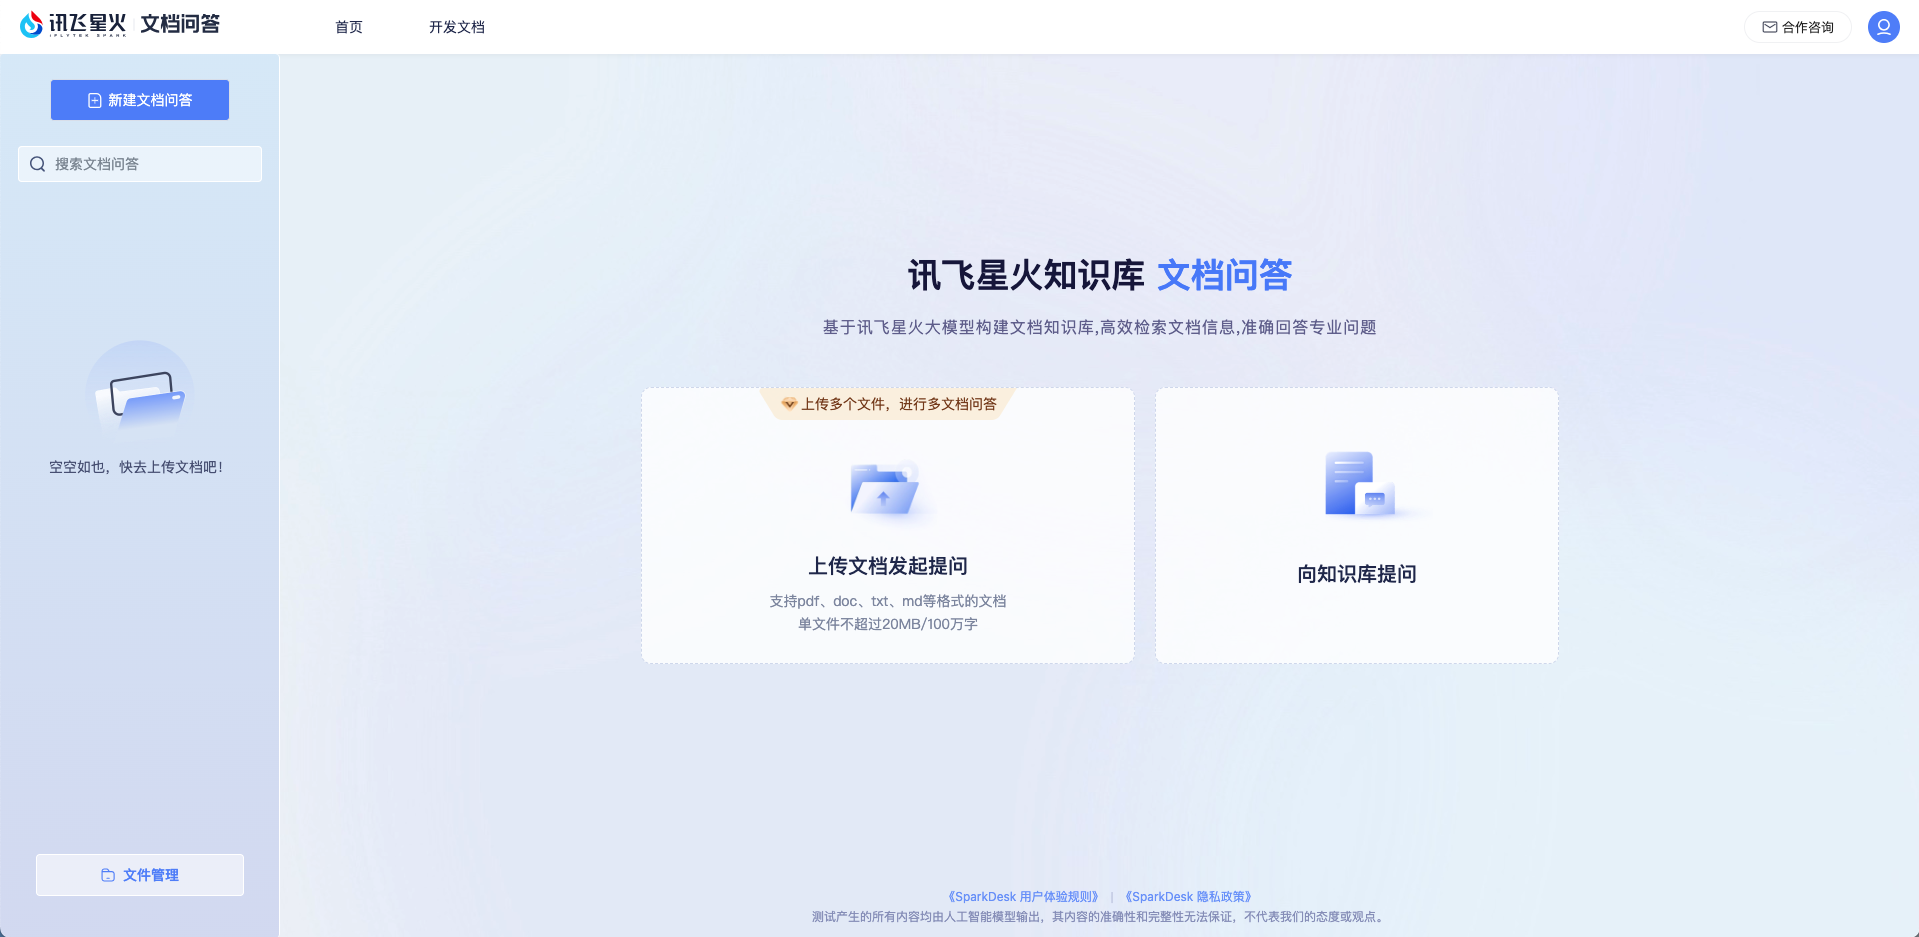 讯飞星火 文档问答
IFLYTEK SPARK
首页
开发文档
合作咨询
新建文档问答
搜索文档问答
空空如也，快去上传文档吧！
文件管理
讯飞星火知识库 文档问答
基于讯飞星火大模型构建文档知识库,高效检索文档信息,准确回答专业问题
上传多个文件，进行多文档问答
上传文档发起提问
支持pdf、doc、txt、md等格式的文档
单文件不超过20MB/100万字
向知识库提问
《SparkDesk 用户体验规则》 | 《SparkDesk 隐私政策》
测试产生的所有内容均由人工智能模型输出，其内容的准确性和完整性无法保证，不代表我们的态度或观点。